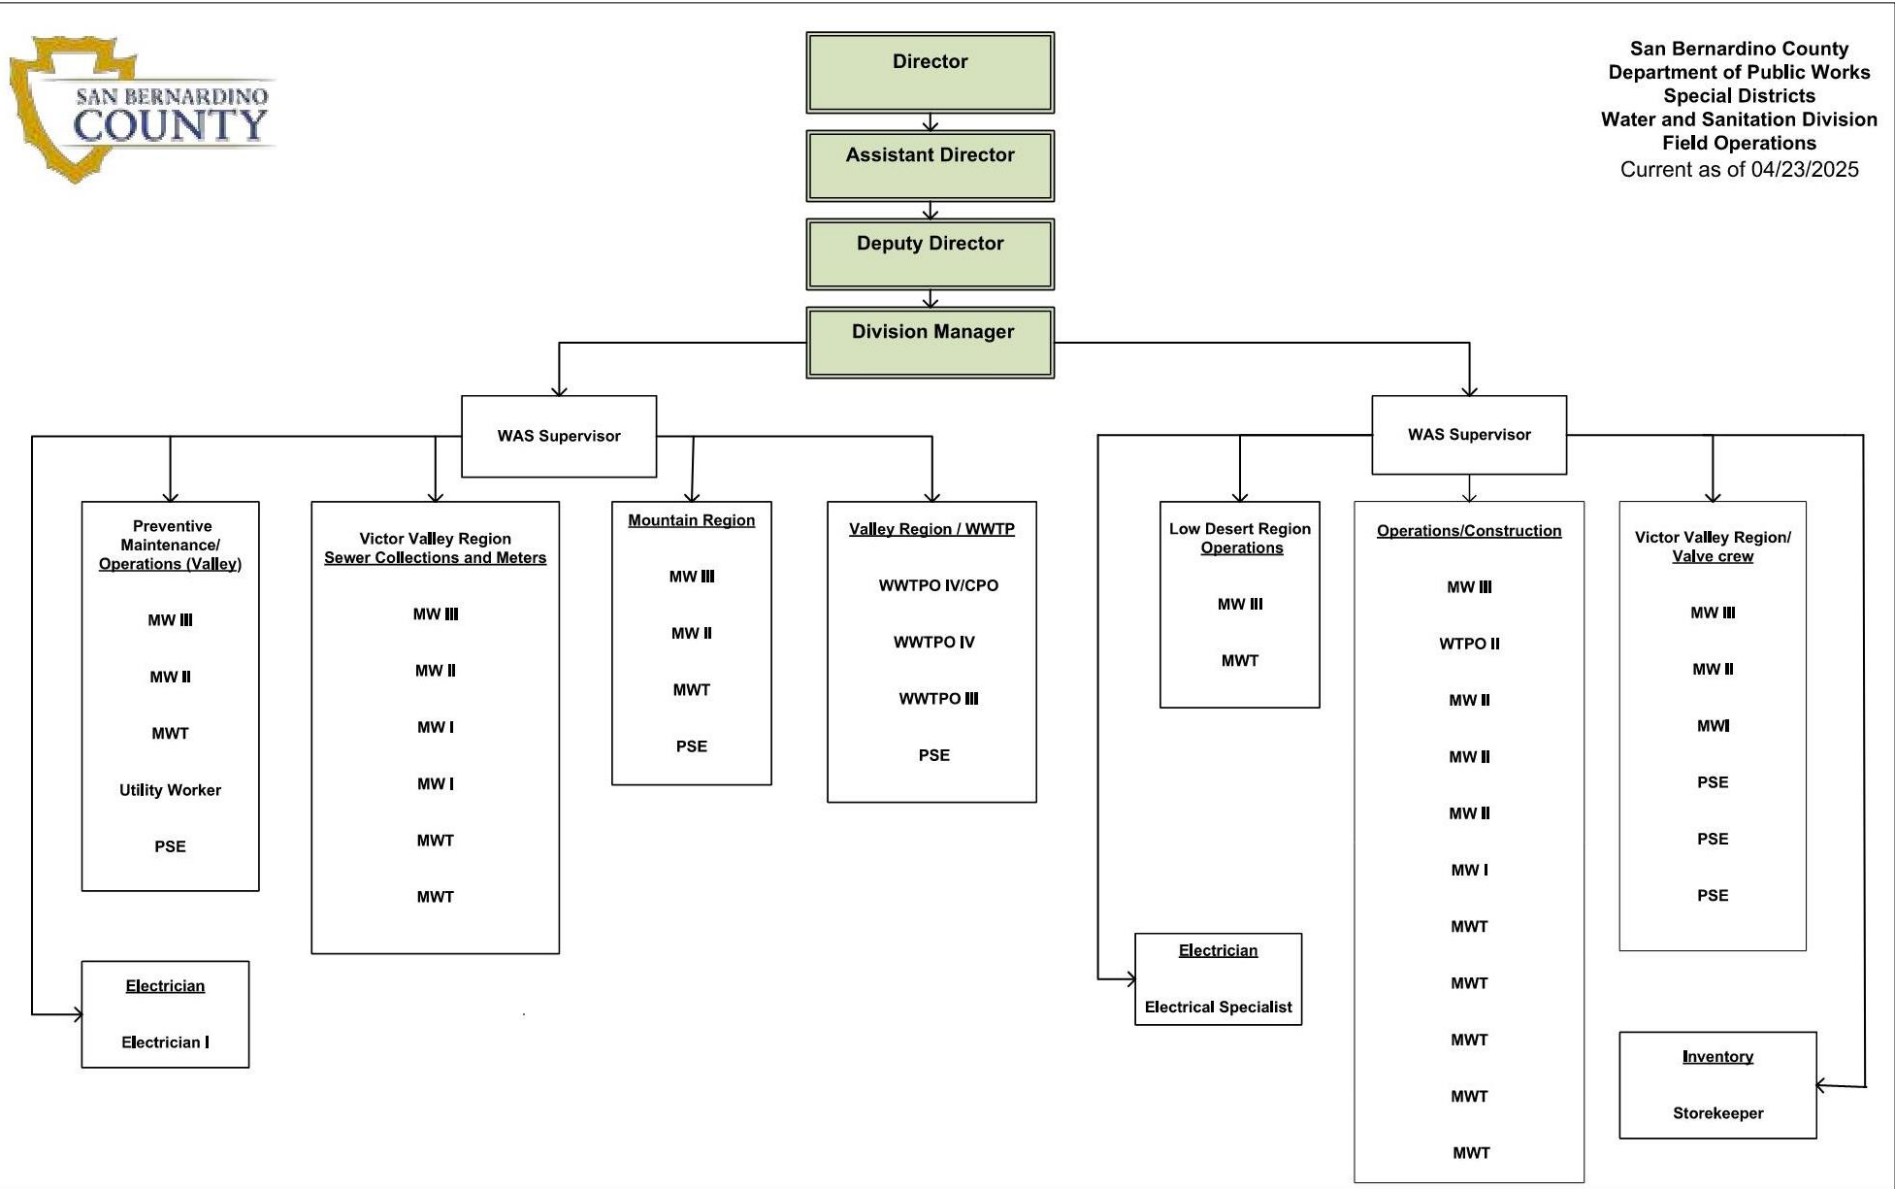 SAN BERNARDINO
COUNTY
San Bernardino County
Department of Public Works
Special Districts
Water and Sanitation Division
Field Operations
Current as of 04/23/2025
Director
Assistant Director
Deputy Director
Division Manager
WAS Supervisor
Preventive
Maintenance/
Operations (Valley)
MW III
MW II
MWT
Utility Worker
PSE
Electrician
Electrician I
Victor Valley Region
Sewer Collections and Meters
MW III
MW II
MW I
MW I
MWT
MWT
Mountain Region
MW III
MW II
MWT
PSE
Valley Region / WWTP
WWTPO IV/CPO
WWTPO IV
WWTPO III
PSE
WAS Supervisor
Low Desert Region
Operations
MW III
MWT
Electrician
Electrical Specialist
Operations/Construction
MW III
WTPO II
MW II
MW II
MW II
MW I
MWT
MWT
MWT
MWT
MWT
Victor Valley Region/
Valve crew
MW III
MW II
MWI
PSE
PSE
PSE
Inventory
Storekeeper